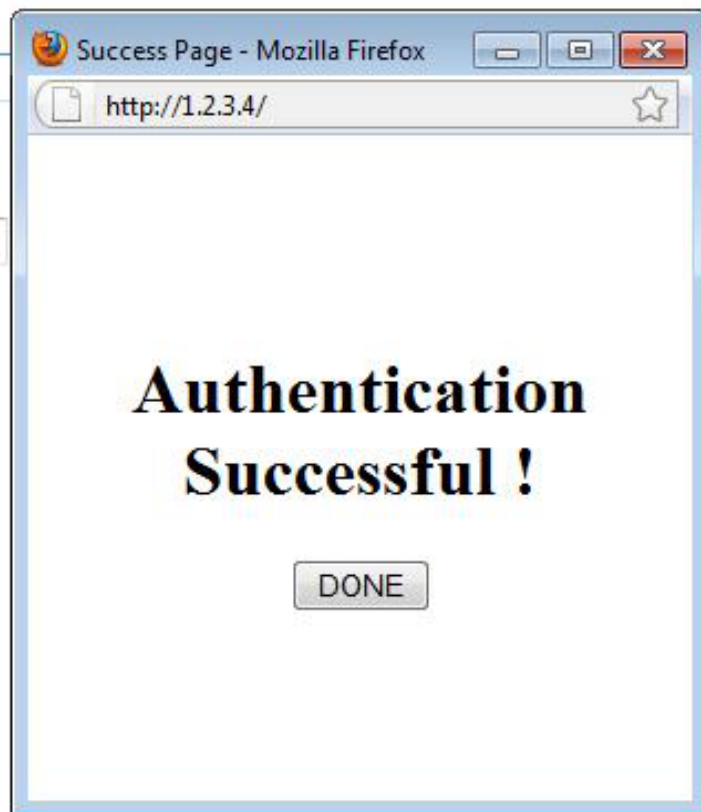 Success Page - Mozilla Firefox
http://1.2.3.4/
Authentication
Successful !
DONE